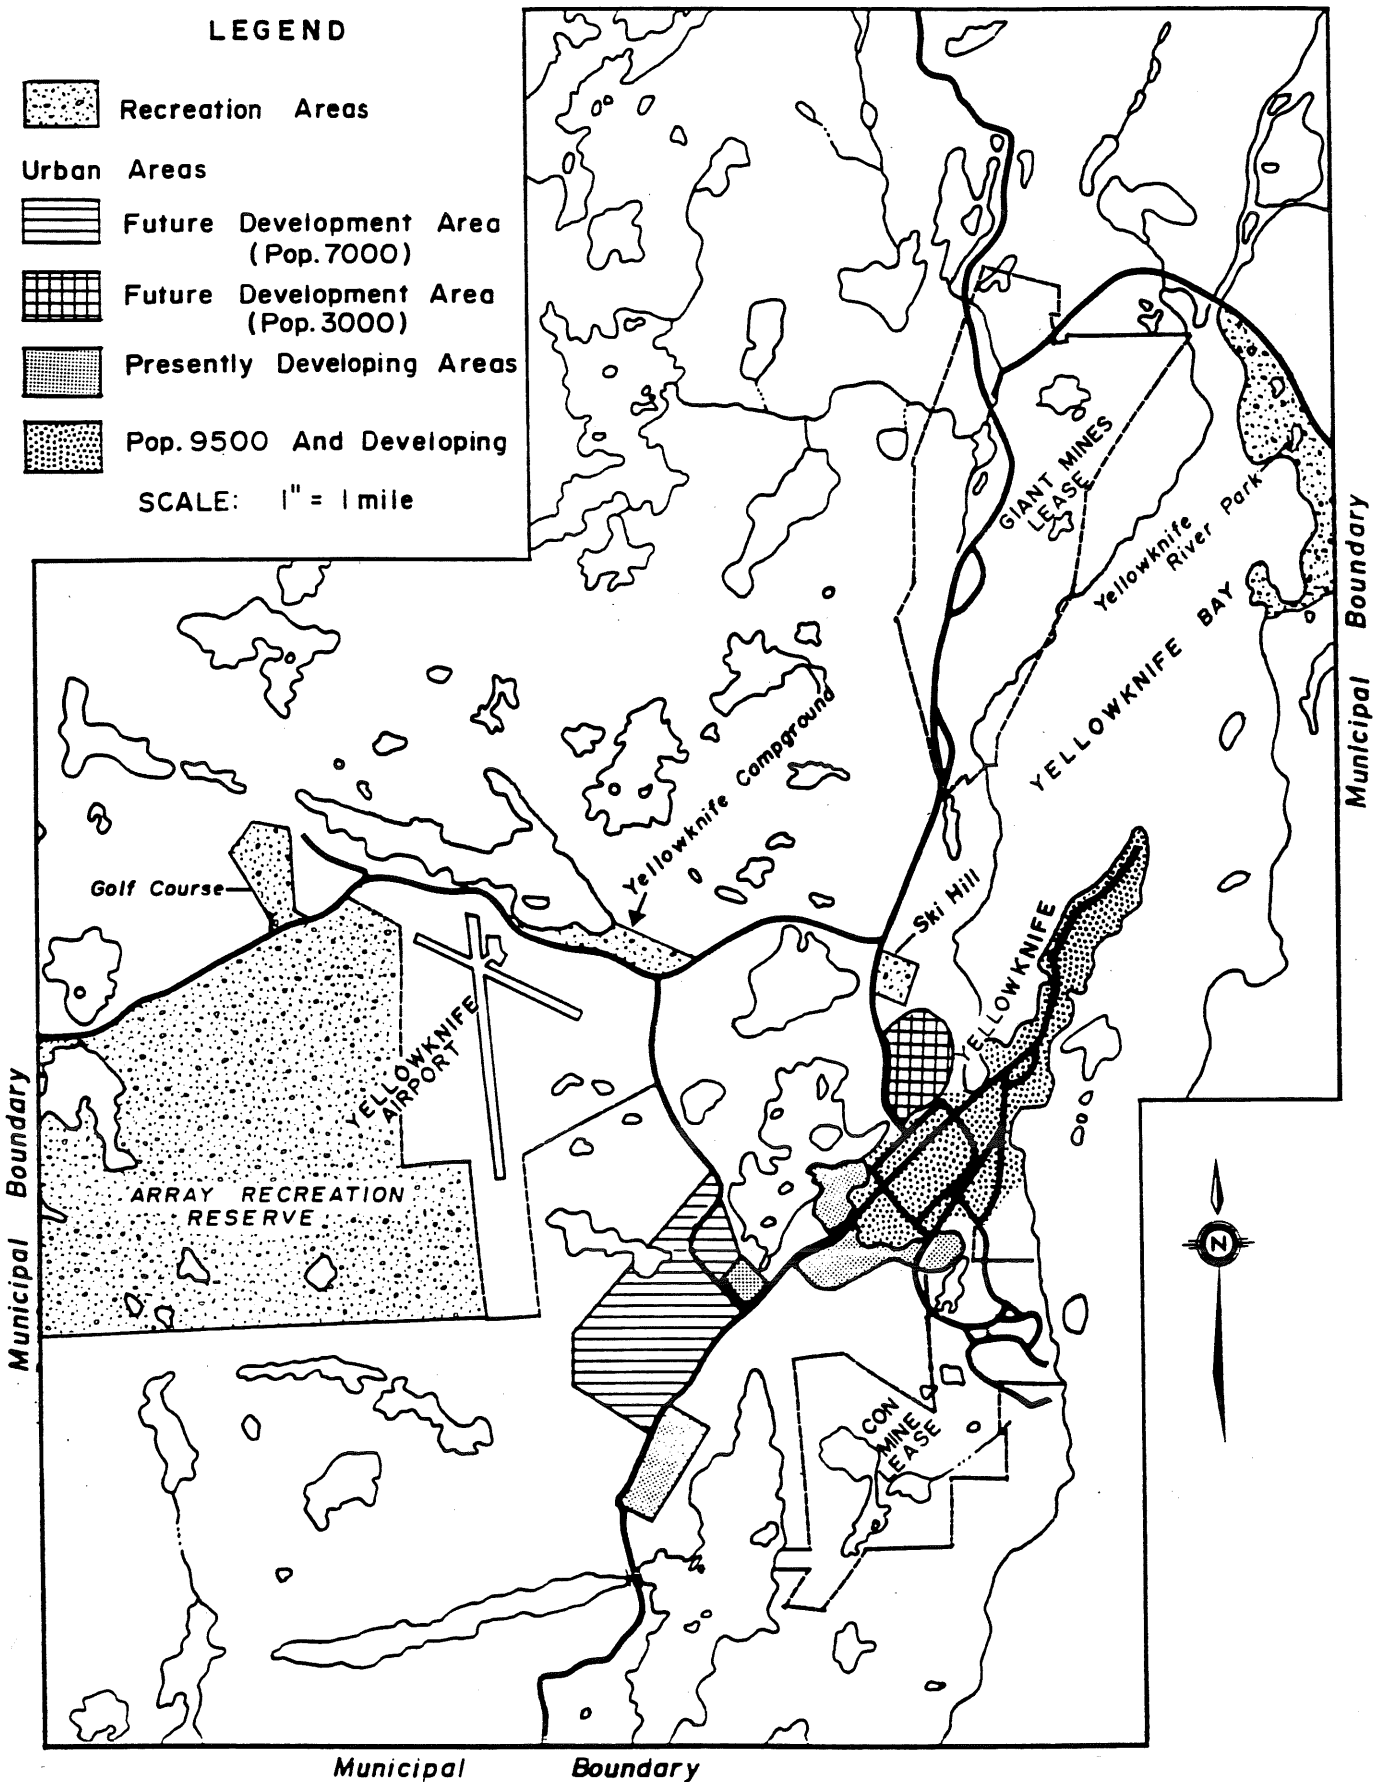 LEGEND
Recreation Areas
Urban Areas
Future Development Area
(Pop. 7000)
Future Development Area
(Pop. 3000)
Presently Developing Areas
Pop. 9500 And Developing
SCALE: 1" = 1 mile
GIANT MINES
LEASE
Yellowknife
River Park
YELLOWKNIFE BAY
Municipal Boundary
Yellowknife Campground
Golf Course
Ski Hill
YELLOWKNIFE
YELLOWKNIFE
AIRPORT
ARRAY RECREATION
RESERVE
Municipal Boundary
N
CON
MINE
LEASE
Municipal Boundary